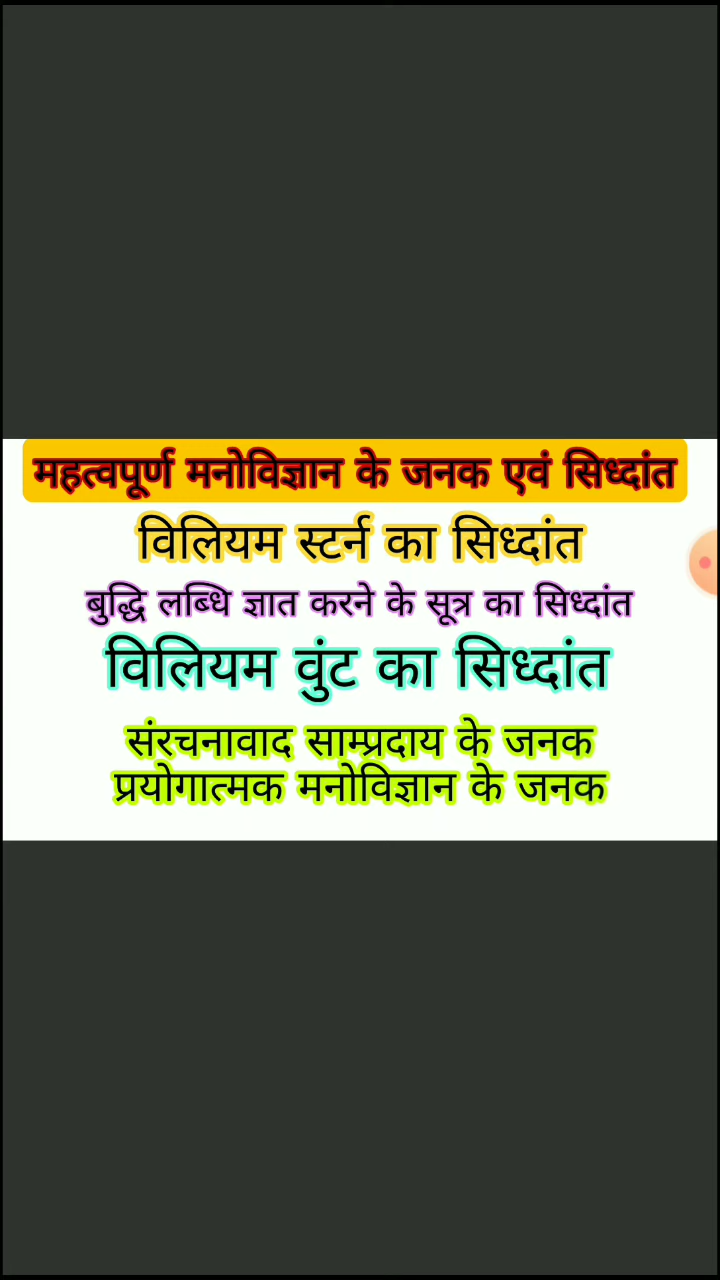 महत्वपूर्ण मनोविज्ञान के जनक एवं सिध्दांत
विलियम स्टर्न का सिध्दांत
बुद्धि लब्धि ज्ञात करने के सूत्र का सिध्दांत
विलियम वुंट का सिध्दांत
संरचनावाद साम्प्रदाय के जनक
प्रयोगात्मक मनोविज्ञान के जनक